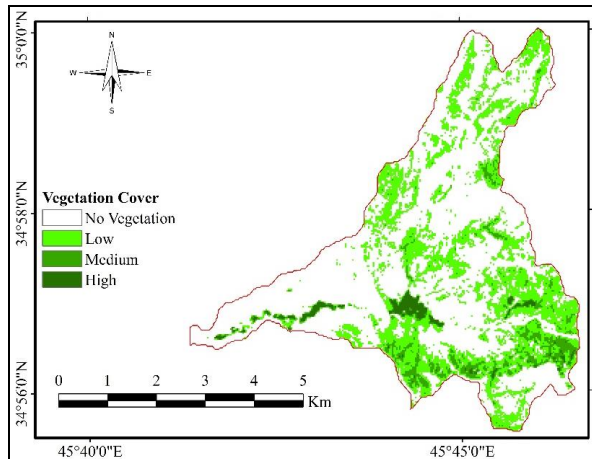 35°0'0"N
N
W E
S
34°58'0"N
Vegetation Cover
No Vegetation
Low
Medium
High
34°56'0"N
0 1 2 3 4 5
Km
45°40'0"E 45°45'0"E